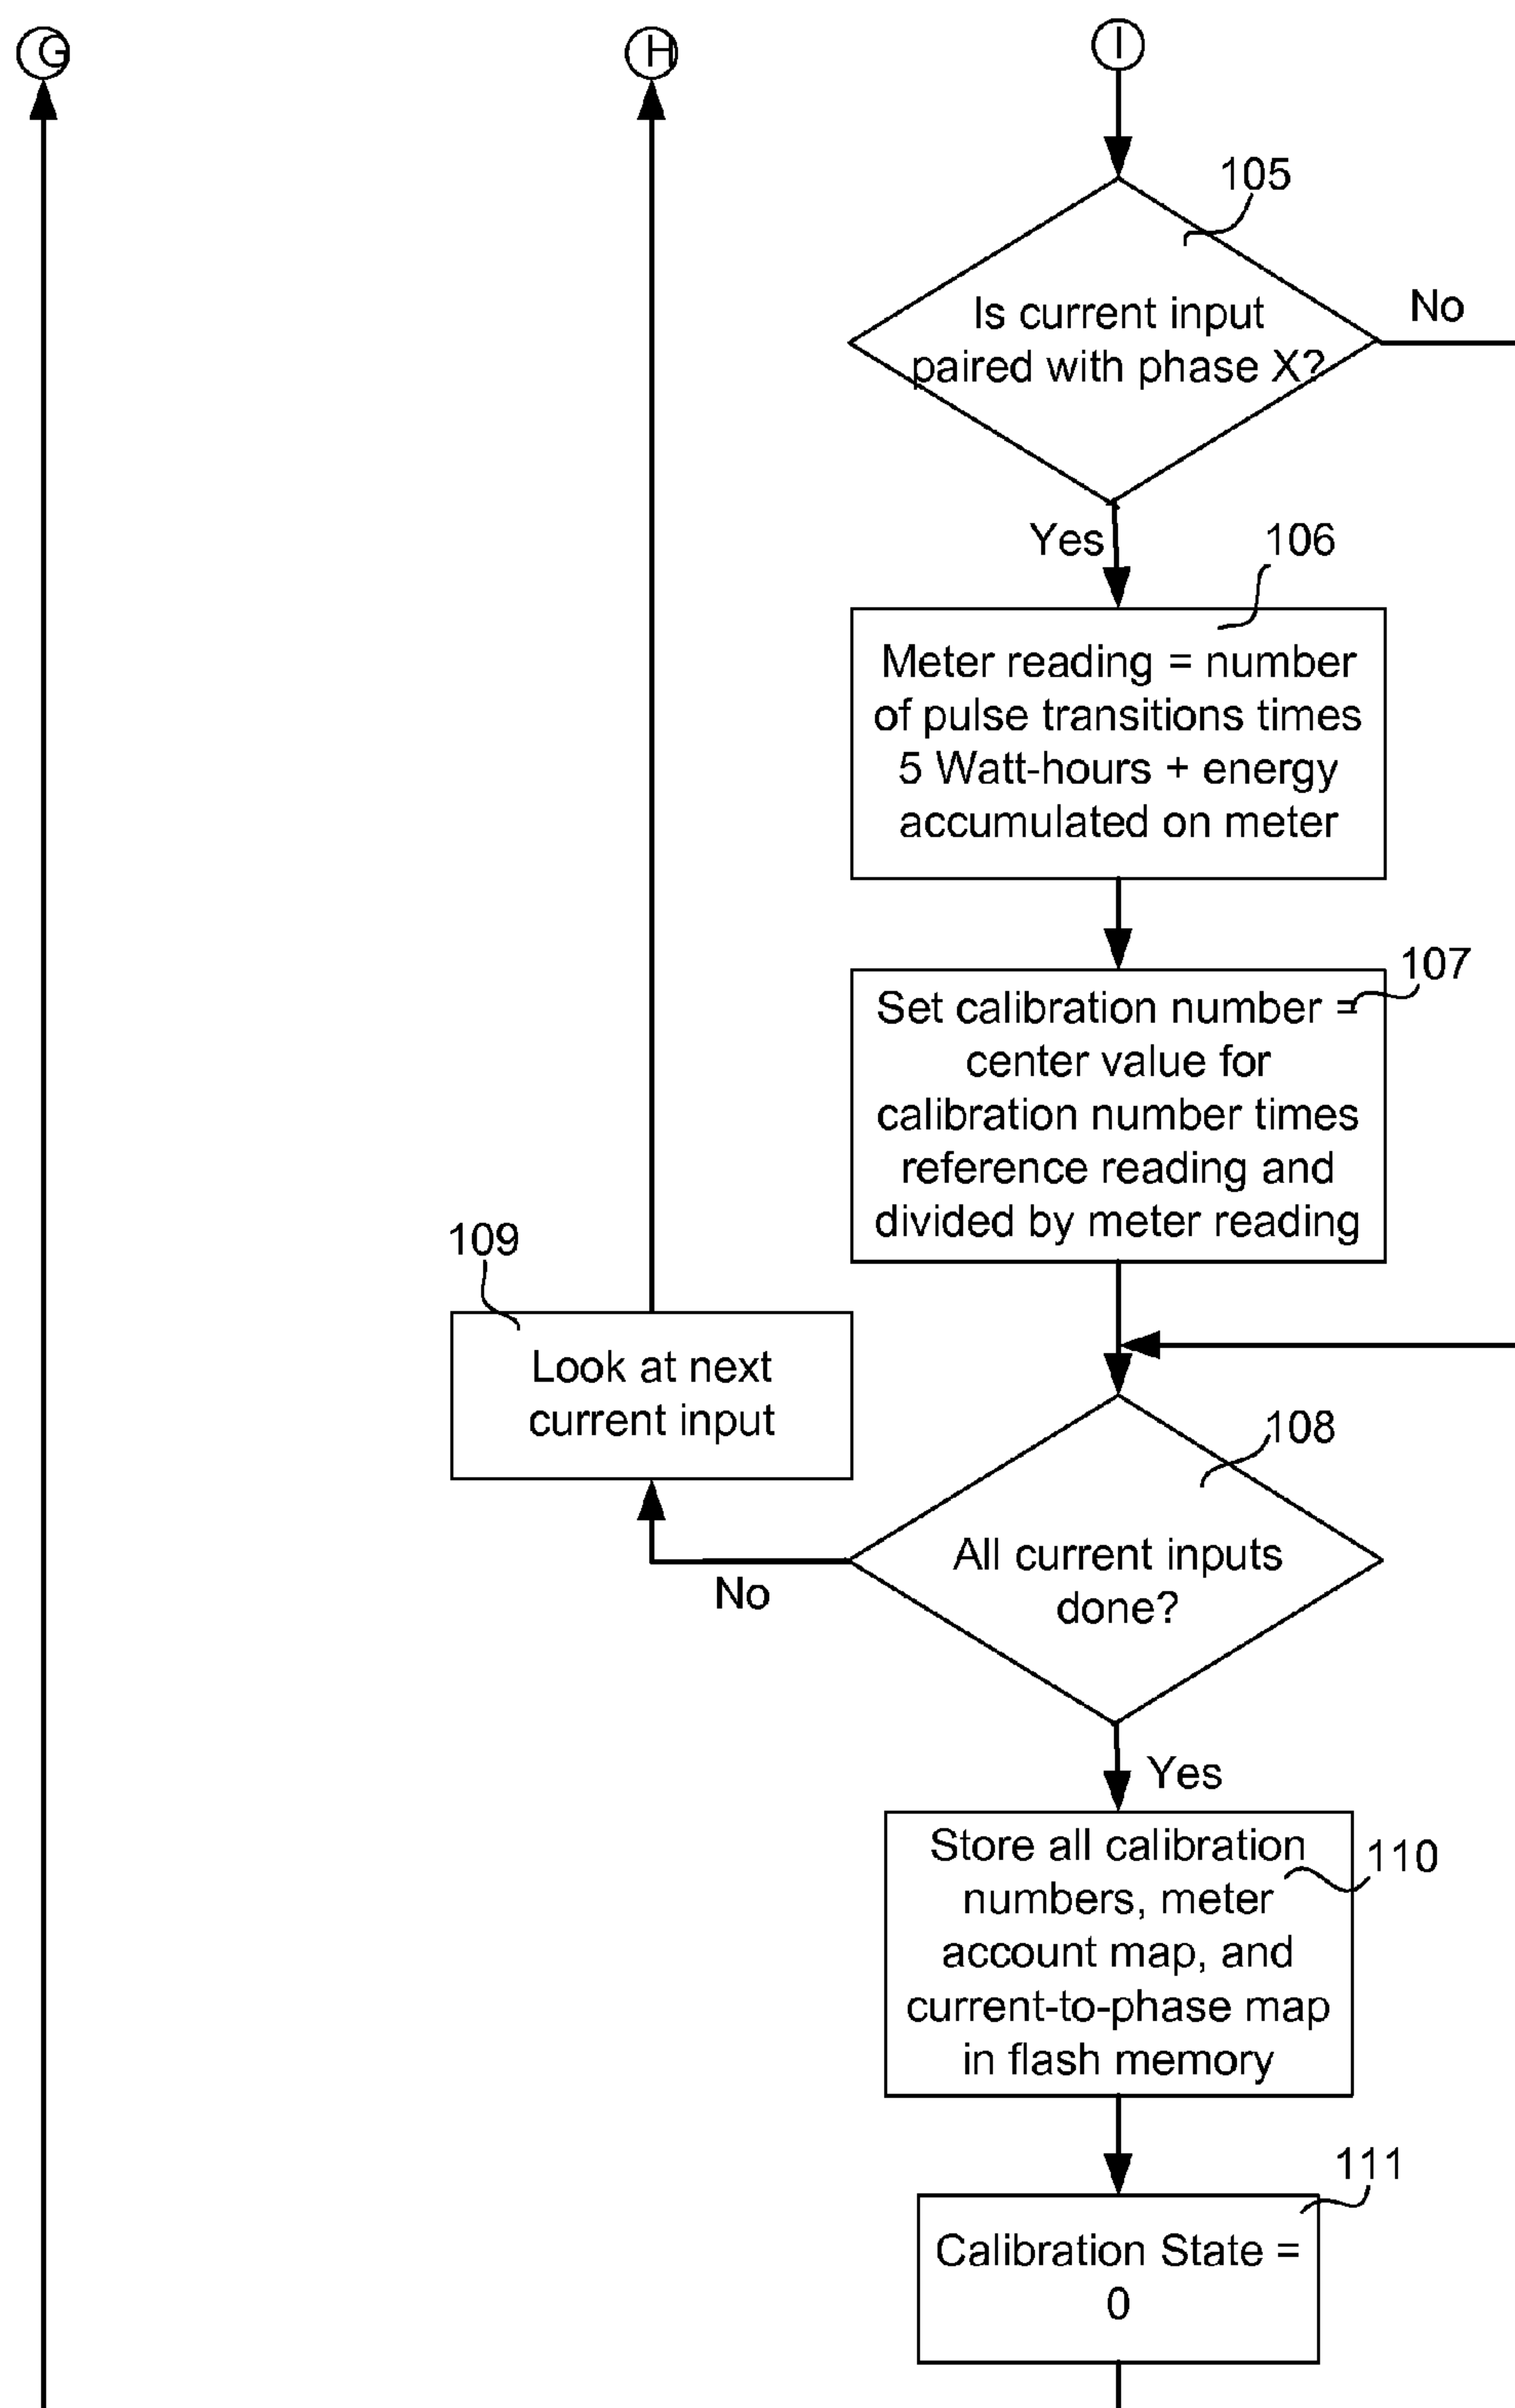 G
H
I
105
Is current input
paired with phase X?
No
Yes
106
Meter reading = number
of pulse transitions times
5 Watt-hours + energy
accumulated on meter
107
Set calibration number =
center value for
calibration number times
reference reading and
divided by meter reading
109
Look at next
current input
108
All current inputs
done?
No
Yes
Store all calibration
numbers, meter
account map, and
current-to-phase map
in flash memory
110
111
Calibration State =
0